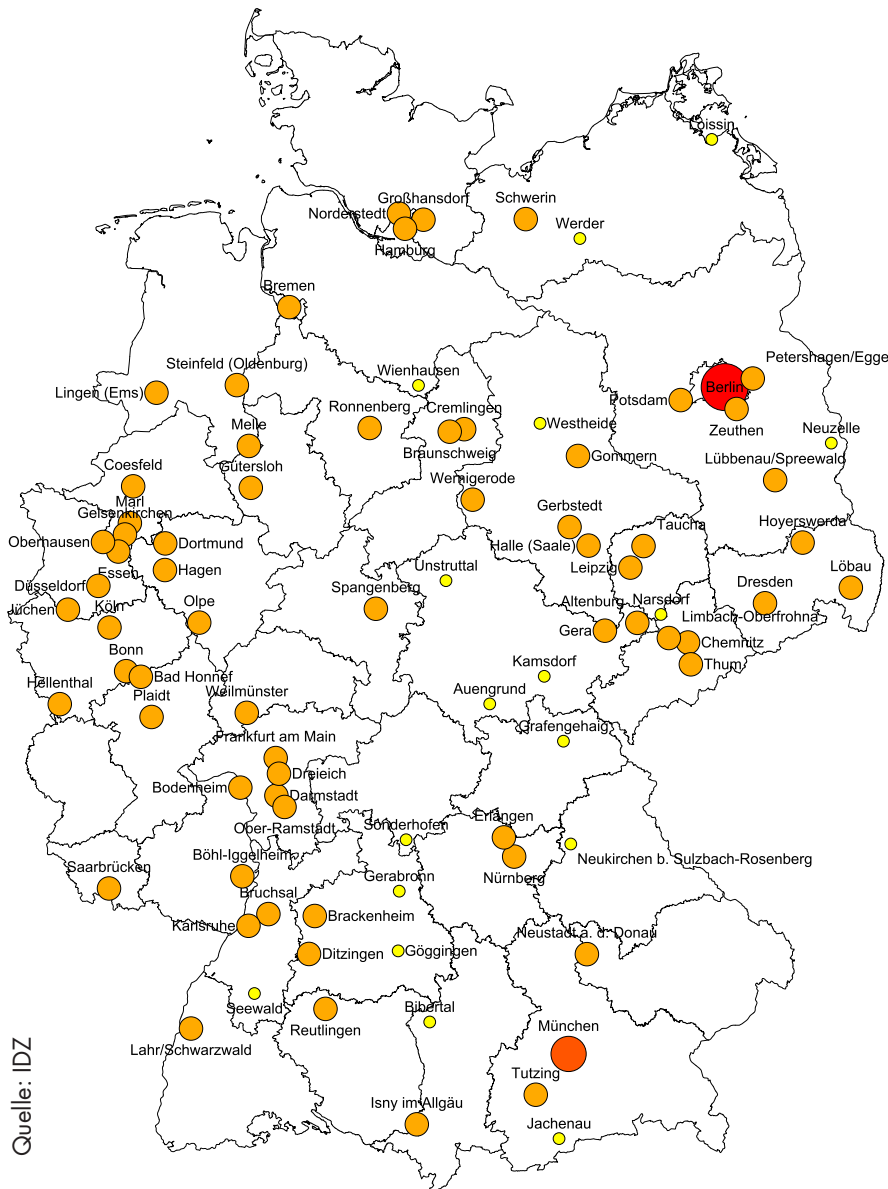 Loissin
Großhansdorf
Schwerin
Norderstedt
Werder
Hamburg
Bremen
Steinfeld (Oldenburg)
Wienhausen
Petershagen/Egge
Berlin
Lingen (Ems)
Potsdam
Ronnenberg
Cremlingen
Melle
Westheide
Zeuthen
Neuzelle
Braunschweig
Gommern
Lübbenau/Spreewald
Coesfeld
Gütersloh
Wernigerode
Marl
Gelsenkirchen
Gerbstedt
Hoyerswerda
Taucha
Oberhausen
Dortmund
Halle (Saale)
Essen
Hagen
Unstruttal
Leipzig
Löbau
Düsseldorf
Spangenberg
Dresden
Jüchen
Köln
Olpe
Altenburg
Narsdorf
Limbach-Oberfrohna
Gera
Chemnitz
Bonn
Kamsdorf
Thum
Bad Honnef
Hellenthal
Plaidt
Weilmünster
Auengrund
Grafengehaig
Frankfurt am Main
Dreieich
Bodenheim
Darmstadt
Erlangen
Ober-Ramstadt
Sonderhofen
Böhl-Iggelheim
Neukirchen b. Sulzbach-Rosenberg
Saarbrücken
Gerabronn
Nürnberg
Bruchsal
Brackenheim
Karlsruhe
Neustadt a. d. Donau
Ditzingen
Göggingen
Seewald
Bibertal
Reutlingen
München
Lahr/Schwarzwald
Tutzing
Isny im Allgäu
Jachenau
Quelle: IDZ